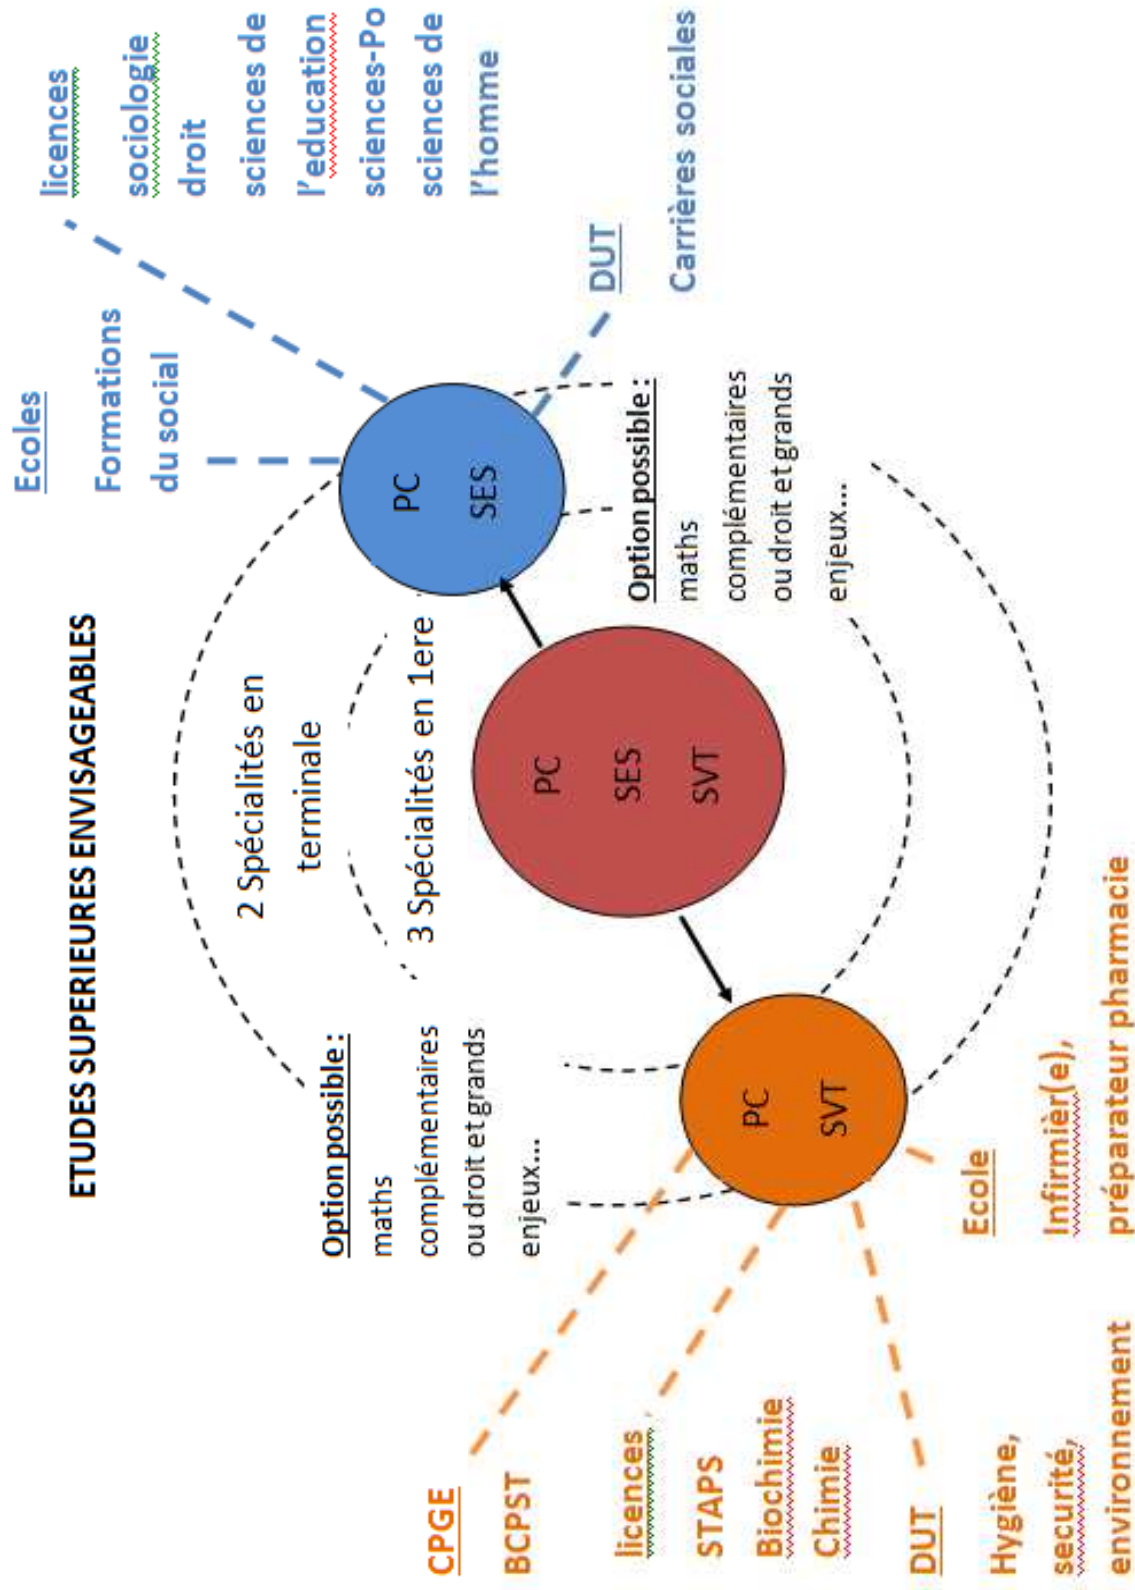 ETUDES SUPERIEURES ENVISAGEABLES
Ecoles
Formations
du social
licences
sociologie
droit
sciences de
l'education
sciences-Po
sciences de
l'homme
2 Spécialités en
terminale
3 Spécialités en 1ere
PC
SES
DUT
Carrières sociales
Option possible :
maths
complémentaires
ou droit et grands
enjeux...
PC
SES
SVT
Option possible :
maths
complémentaires
ou droit et grands
enjeux...
PC
SVT
CPGE
BCPST
licences
STAPS
Biochimie
Chimie
DUT
Hygiène,
securité,
environnement
Ecole
Infirmièr(e),
préparateur pharmacie